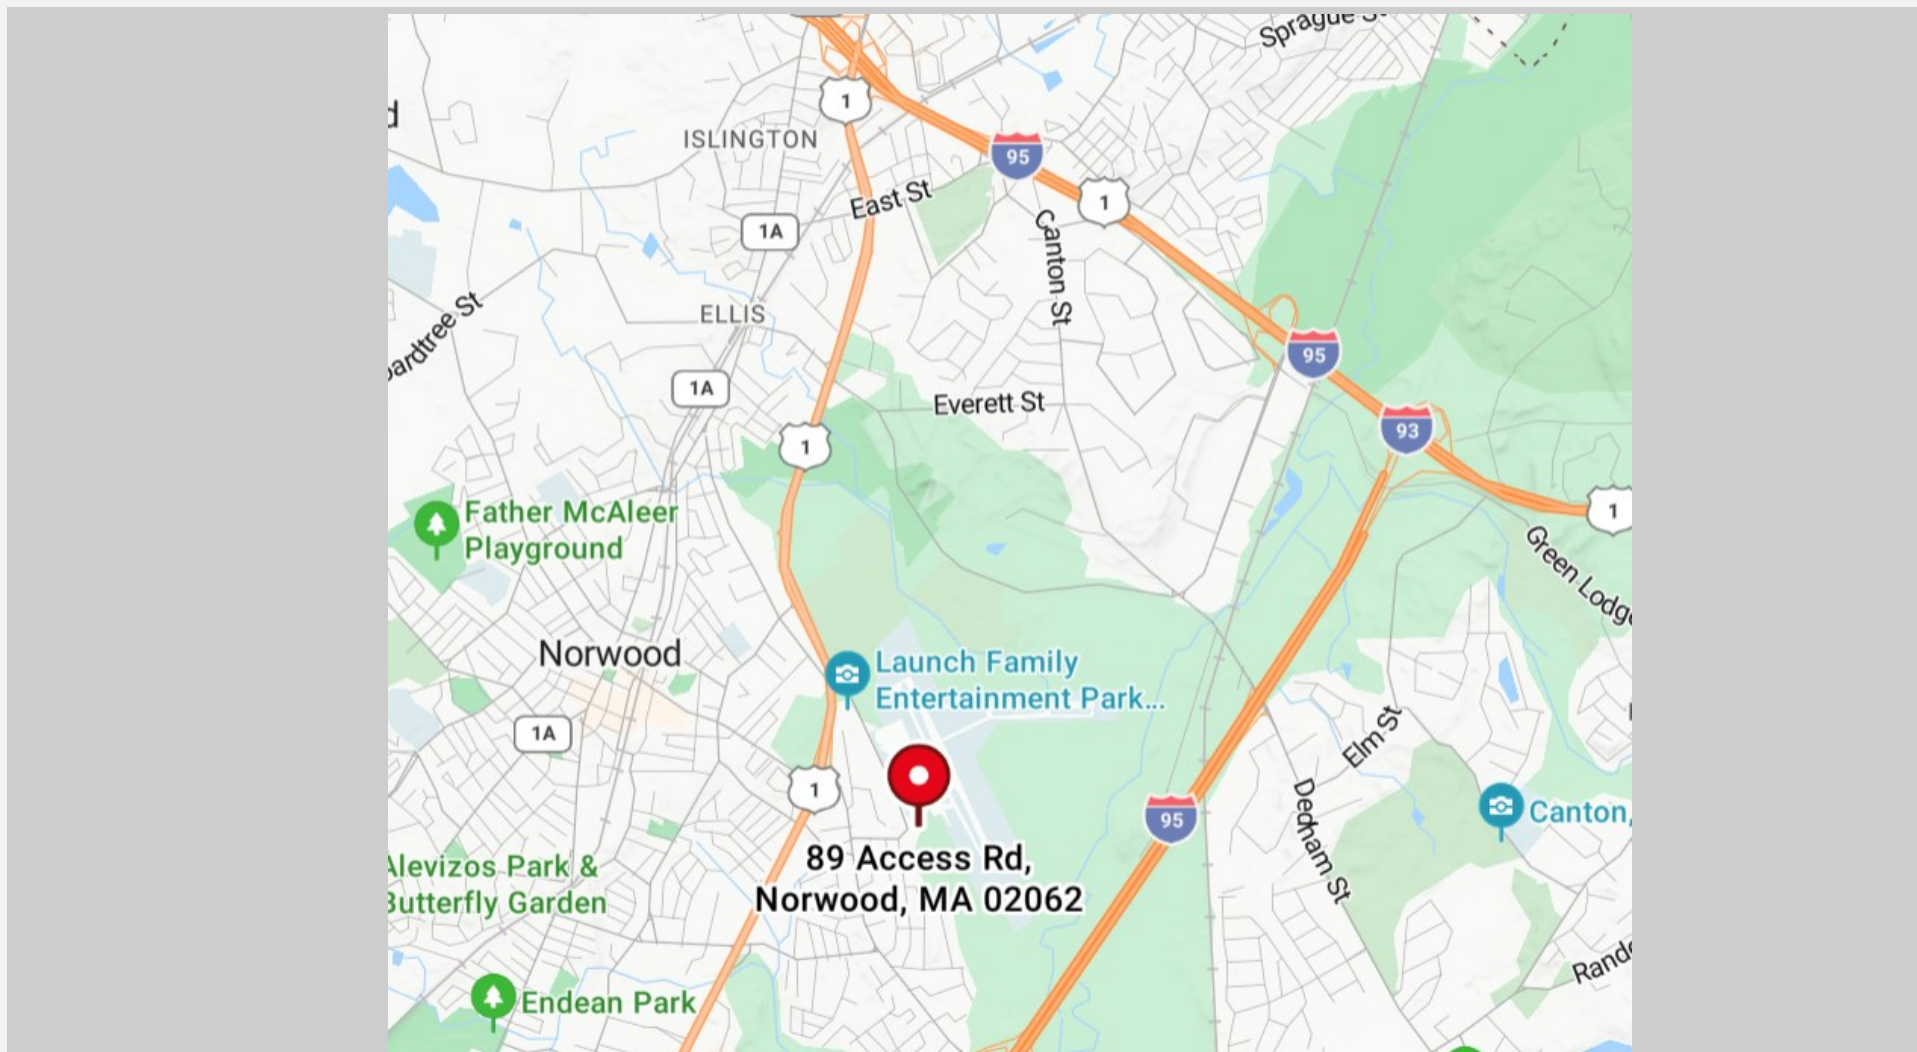 Sprague St
1
d
ISLINGTON
95
East St
1
1A
Canton St
ELLIS
95
1A
Everett St
93
1
1
Father McAleer
Playground
Green Lodge
Norwood
Launch Family
Entertainment Park...
1A
Elm St
1
95
Dedham St
Canton,
89 Access Rd,
Norwood, MA 02062
Alevizos Park &
Butterfly Garden
Endean Park